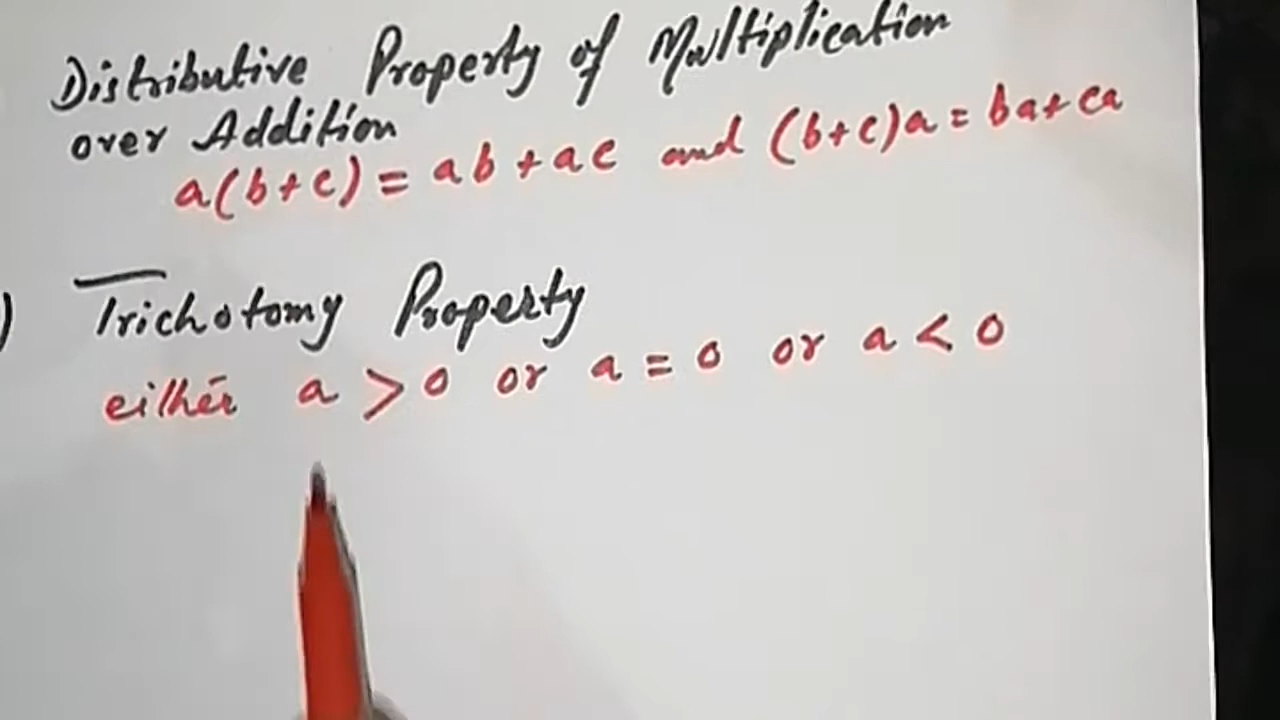 Distributive Property of Multiplication
over Addition
a(b+c) = ab + ac and (b+c)a = ba + ca
) Trichotomy Property
either a > 0 or a = 0 or a < 0